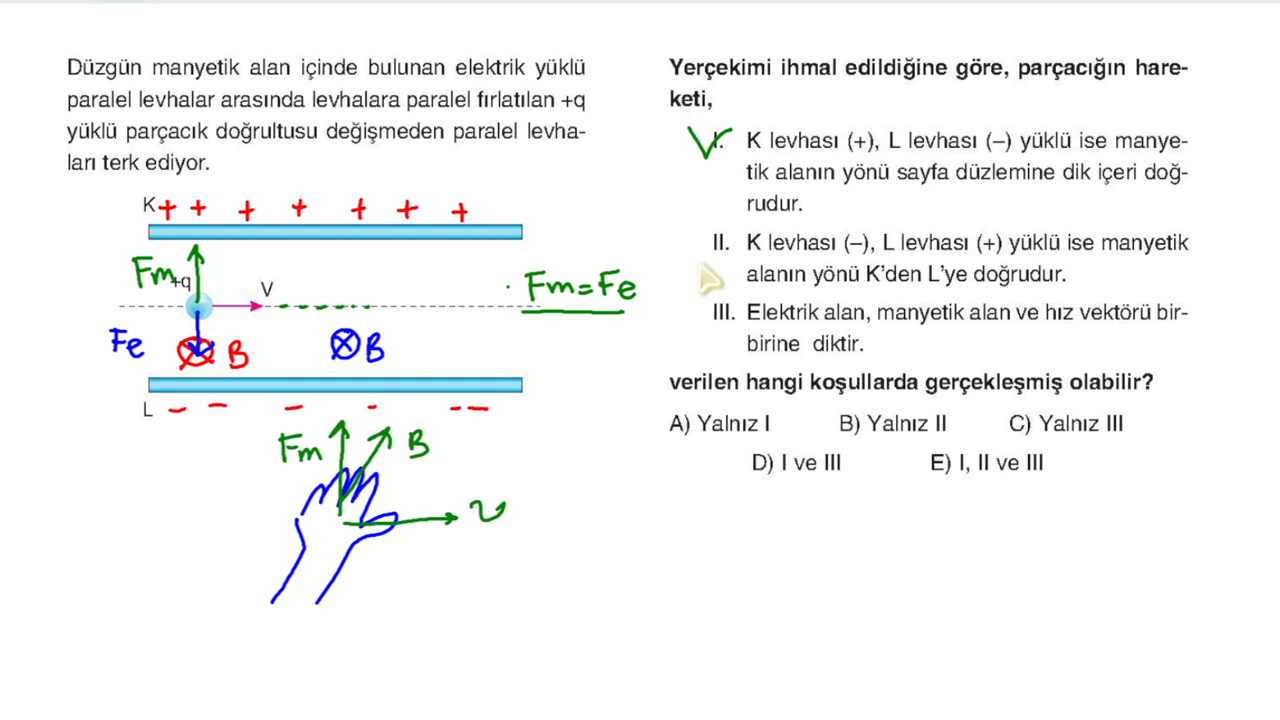 Düzgün manyetik alan içinde bulunan elektrik yüklü
paralel levhalar arasında levhalara paralel fırlatılan +q
yüklü parçacık doğrultusu değişmeden paralel levha-
ları terk ediyor.
K + + + + + + +
Fm
+q
V
Fm=Fe
Fe
B
B
L - - - - - -
Fm
B
v
Yerçekimi ihmal edildiğine göre, parçacığın hare-
keti,
I. K levhası (+), L levhası (–) yüklü ise manye-
tik alanın yönü sayfa düzlemine dik içeri doğ-
rudur.
II. K levhası (–), L levhası (+) yüklü ise manyetik
alanın yönü K'den L'ye doğrudur.
III. Elektrik alan, manyetik alan ve hız vektörü bir-
birine diktir.
verilen hangi koşullarda gerçekleşmiş olabilir?
A) Yalnız I B) Yalnız II C) Yalnız III
D) I ve III E) I, II ve III